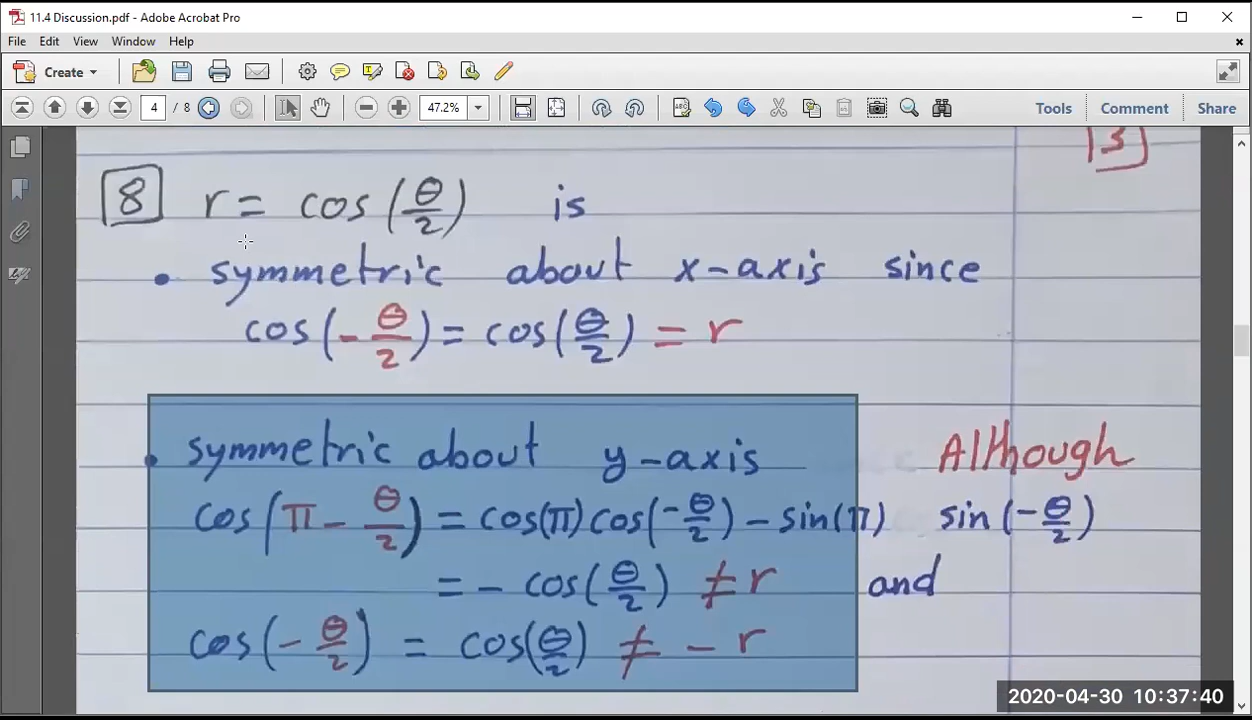 11.4 Discussion.pdf - Adobe Acrobat Pro
File Edit View Window Help
Create
4 / 8 47.2% Tools Comment Share
[3]
8 r = cos(θ/2) is
• symmetric about x-axis since
cos(-θ/2) = cos(θ/2) = r
• symmetric about y-axis Although
cos(π - θ/2) = cos(π)cos(-θ/2) - sin(π) sin(-θ/2)
= - cos(θ/2) ≠ r and
cos(-θ/2) = cos(θ/2) ≠ - r
2020-04-30 10:37:40